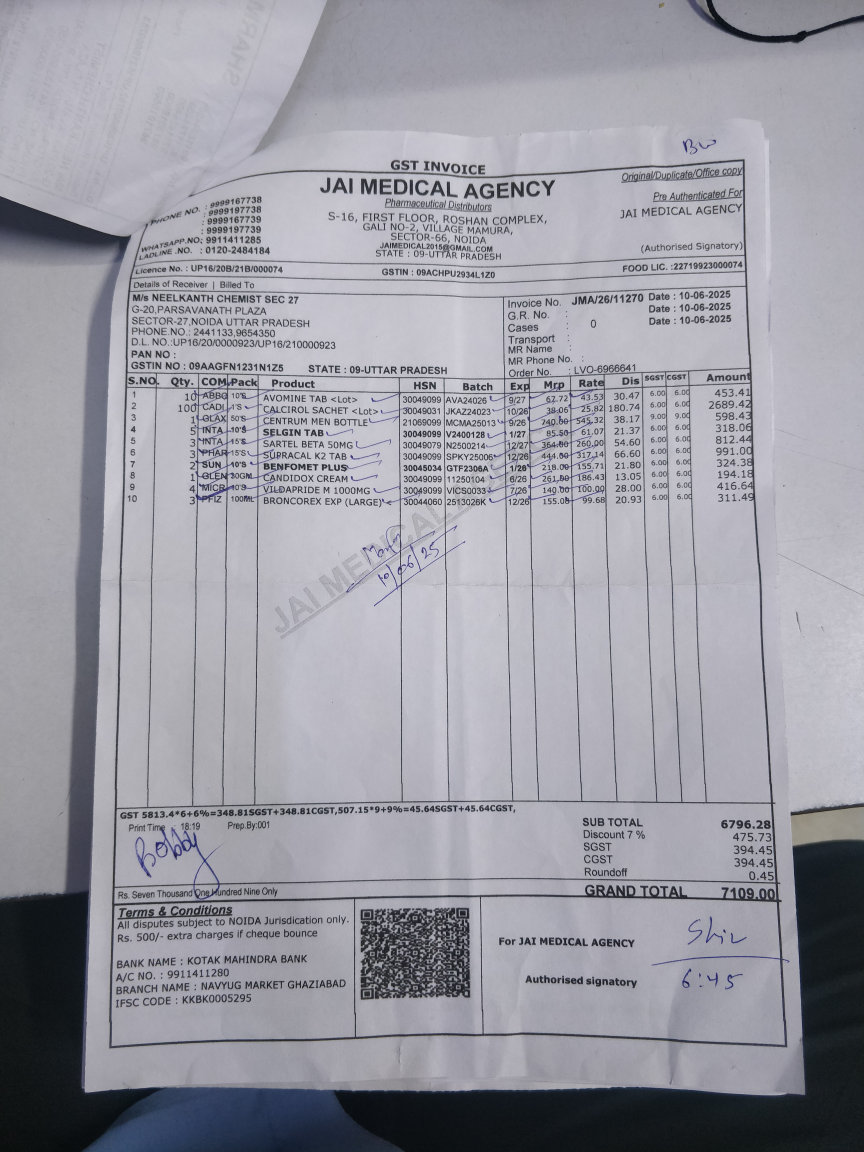 Bw
GST INVOICE
Original/Duplicate/Office copy
JAI MEDICAL AGENCY
Pharmaceutical Distributors
S-16, FIRST FLOOR, ROSHAN COMPLEX,
GALI NO-2, VILLAGE MAMURA,
SECTOR-66, NOIDA
JAIMEDICAL2015@GMAIL.COM
STATE : 09-UTTAR PRADESH
PHONE NO. : 9999167738
: 9999197738
: 9999167739
: 9999197739
WHATSAPP.NO: 9911411285
LADLINE .NO. : 0120-2484184
Pre Authenticated For
JAI MEDICAL AGENCY
(Authorised Signatory)
Licence No. : UP16/20B/21B/000074 GSTIN : 09ACHPU2934L1Z0 FOOD LIC. :22719923000074
Details of Receiver | Billed To
M/s NEELKANTH CHEMIST SEC 27
G-20,PARSAVANATH PLAZA
SECTOR-27,NOIDA UTTAR PRADESH
PHONE.NO.: 2441133,9654350
D.L. NO.:UP16/20/0000923/UP16/210000923
PAN NO :
GSTIN NO : 09AAGFN1231N1Z5 STATE : 09-UTTAR PRADESH
Invoice No. JMA/26/11270 Date : 10-06-2025
G.R. No. : Date : 10-06-2025
Cases : 0 Date : 10-06-2025
Transport :
MR Name :
MR Phone No. :
Order No. : LVO-6966641
S.NO. Qty. COM. Pack Product HSN Batch Exp Mrp Rate Dis SGST CGST Amount
1 10 ABBO 10'S AVOMINE TAB <Lot> 30049099 AVA24026 9/27 67.72 43.53 30.47 6.00 6.00 453.41
2 100 CADI 1'S CALCIROL SACHET <Lot> 30049031 JKAZ24023 10/26 38.06 25.82 180.74 6.00 6.00 2689.42
3 1 GLAX 50'S CENTRUM MEN BOTTLE 21069099 MCMA25013 9/26 740.00 545.32 38.17 9.00 9.00 598.43
4 5 INTA 10'S SELGIN TAB 30049099 V2400128 1/27 85.50 61.07 21.37 6.00 6.00 318.06
5 3 INTA 15'S SARTEL BETA 50MG 30049079 N2500214 12/27 364.80 260.00 54.60 6.00 6.00 812.44
6 3 PHAR 15'S SUPRACAL K2 TAB 30049099 SPKY25006 12/26 444.00 317.14 66.60 6.00 6.00 991.00
7 2 SUN 10'S BENFOMET PLUS 30045034 GTF2306A 1/26 218.00 155.71 21.80 6.00 6.00 324.38
8 1 GLEN 30GM CANDIDOX CREAM 30049099 11250104 6/26 261.00 186.43 13.05 6.00 6.00 194.18
9 4 MICR 10'S VILDAPRIDE M 1000MG 30049099 VICS0033 7/26 140.00 100.00 28.00 6.00 6.00 416.64
10 3 PFIZ 100ML BRONCOREX EXP (LARGE) 30044060 2513026K 12/26 155.08 99.68 20.93 6.00 6.00 311.49
JAI MEDICAL
10/06/25
GST 5813.4*6+6%=348.81SGST+348.81CGST,507.15*9+9%=45.64SGST+45.64CGST,
Print Time 18:19 Prep.By:001
Bobby
SUB TOTAL 6796.28
Discount 7 % 475.73
SGST 394.45
CGST 394.45
Roundoff 0.45
Rs. Seven Thousand One Hundred Nine Only
GRAND TOTAL 7109.00
Terms & Conditions
All disputes subject to NOIDA Jurisdication only.
Rs. 500/- extra charges if cheque bounce
BANK NAME : KOTAK MAHINDRA BANK
A/C NO. : 9911411280
BRANCH NAME : NAVYUG MARKET GHAZIABAD
IFSC CODE : KKBK0005295
For JAI MEDICAL AGENCY
Shiv
Authorised signatory
6:45